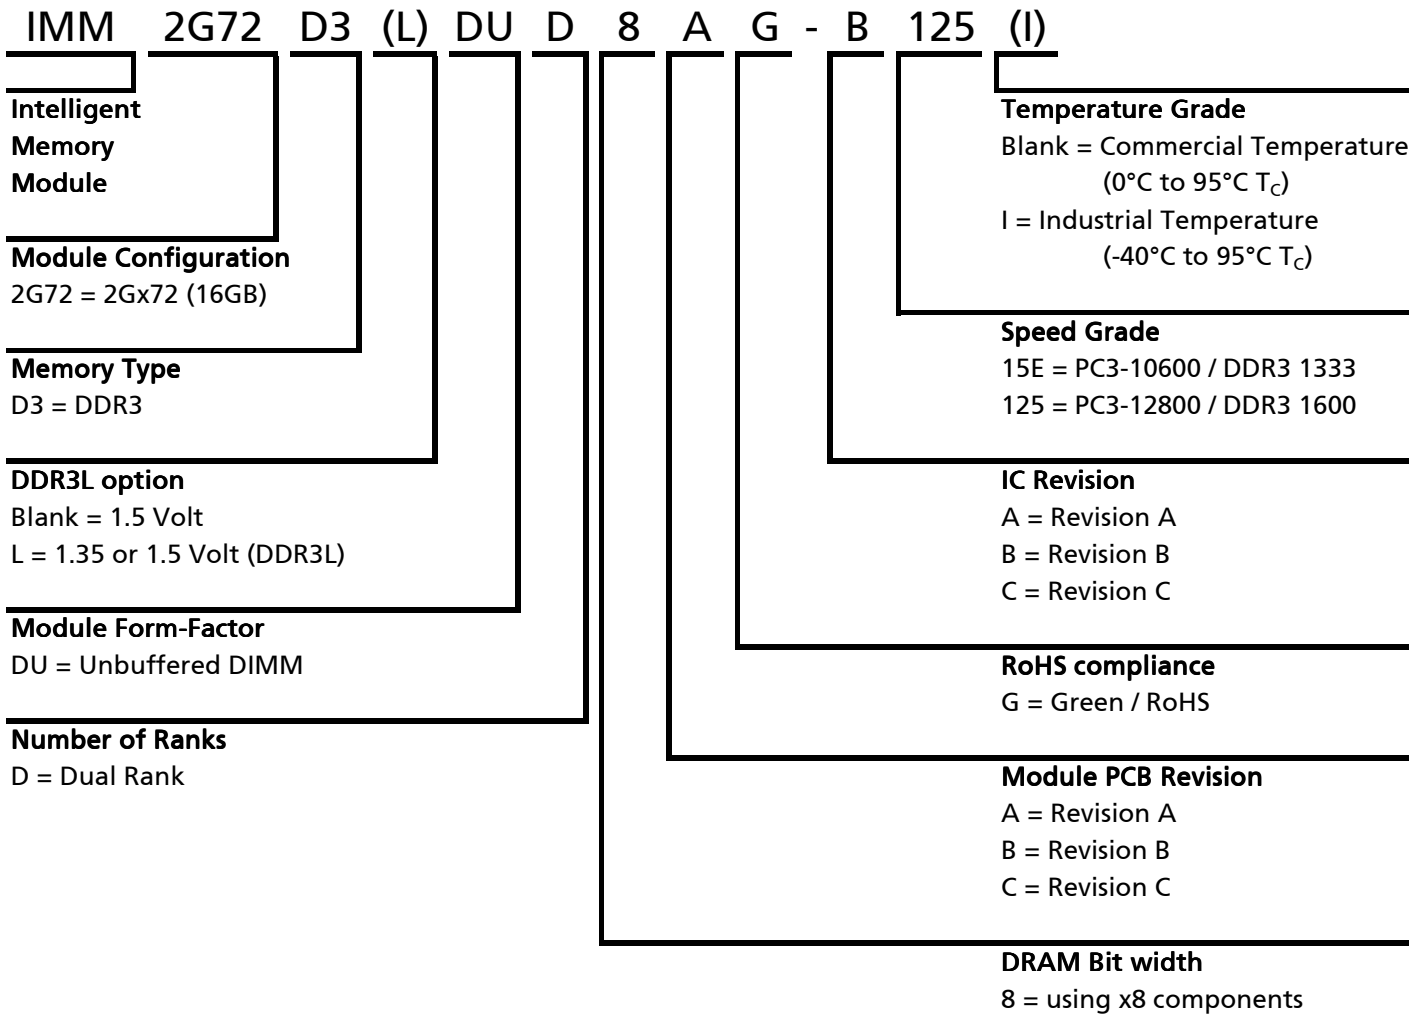 IMM 2G72 D3 (L) DU D 8 A G - B 125 (I)
Intelligent
Memory
Module
Module Configuration
2G72 = 2Gx72 (16GB)
Memory Type
D3 = DDR3
DDR3L option
Blank = 1.5 Volt
L = 1.35 or 1.5 Volt (DDR3L)
Module Form-Factor
DU = Unbuffered DIMM
Number of Ranks
D = Dual Rank
Temperature Grade
Blank = Commercial Temperature
(0°C to 95°C TC)
I = Industrial Temperature
(-40°C to 95°C TC)
Speed Grade
15E = PC3-10600 / DDR3 1333
125 = PC3-12800 / DDR3 1600
IC Revision
A = Revision A
B = Revision B
C = Revision C
RoHS compliance
G = Green / RoHS
Module PCB Revision
A = Revision A
B = Revision B
C = Revision C
DRAM Bit width
8 = using x8 components